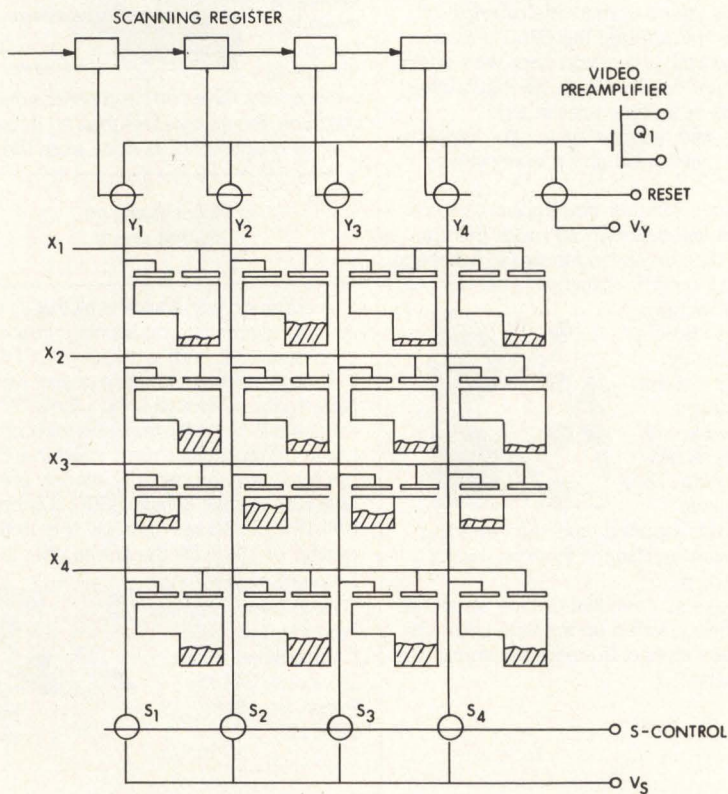 SCANNING REGISTER
VIDEO
PREAMPLIFIER
Q1
RESET
Y1 Y2 Y3 Y4 VY
X1
X2
X3
X4
S1 S2 S3 S4
S-CONTROL
VS